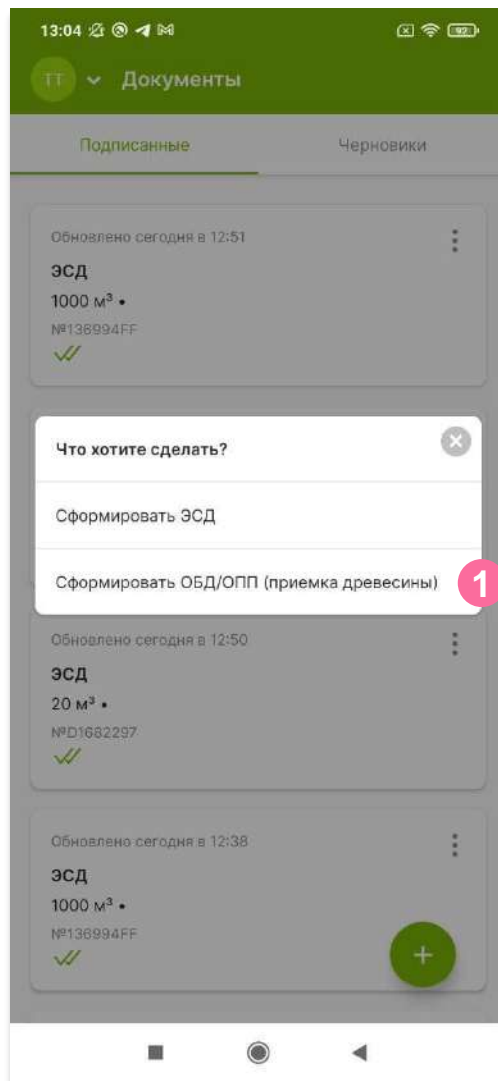 13:04
92
ТТ Документы
Подписанные Черновики
Обновлено сегодня в 12:51
ЭСД
1000 м³ •
№136994FF
Что хотите сделать?
Сформировать ЭСД
Сформировать ОБД/ОПП (приемка древесины) 1
Обновлено сегодня в 12:50
ЭСД
20 м³ •
№D1682297
Обновлено сегодня в 12:38
ЭСД
1000 м³ •
№136994FF
+